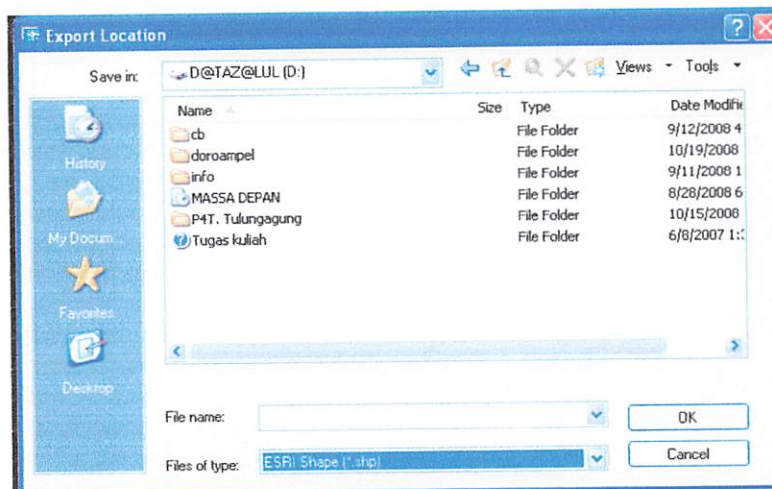 Export Location
Save in: D@TAZ@LUL (D:) Views Tools
Name Size Type Date Modifie
cb File Folder 9/12/2008 4
doroampel File Folder 10/19/2008
info File Folder 9/11/2008 1
MASSA DEPAN File Folder 8/28/2008 6
P4T. Tulungagung File Folder 10/15/2008
Tugas kuliah File Folder 6/8/2007 1:
History
My Docum...
Favorites
Desktop
File name: OK
Files of type: ESRI Shape (*.shp) Cancel